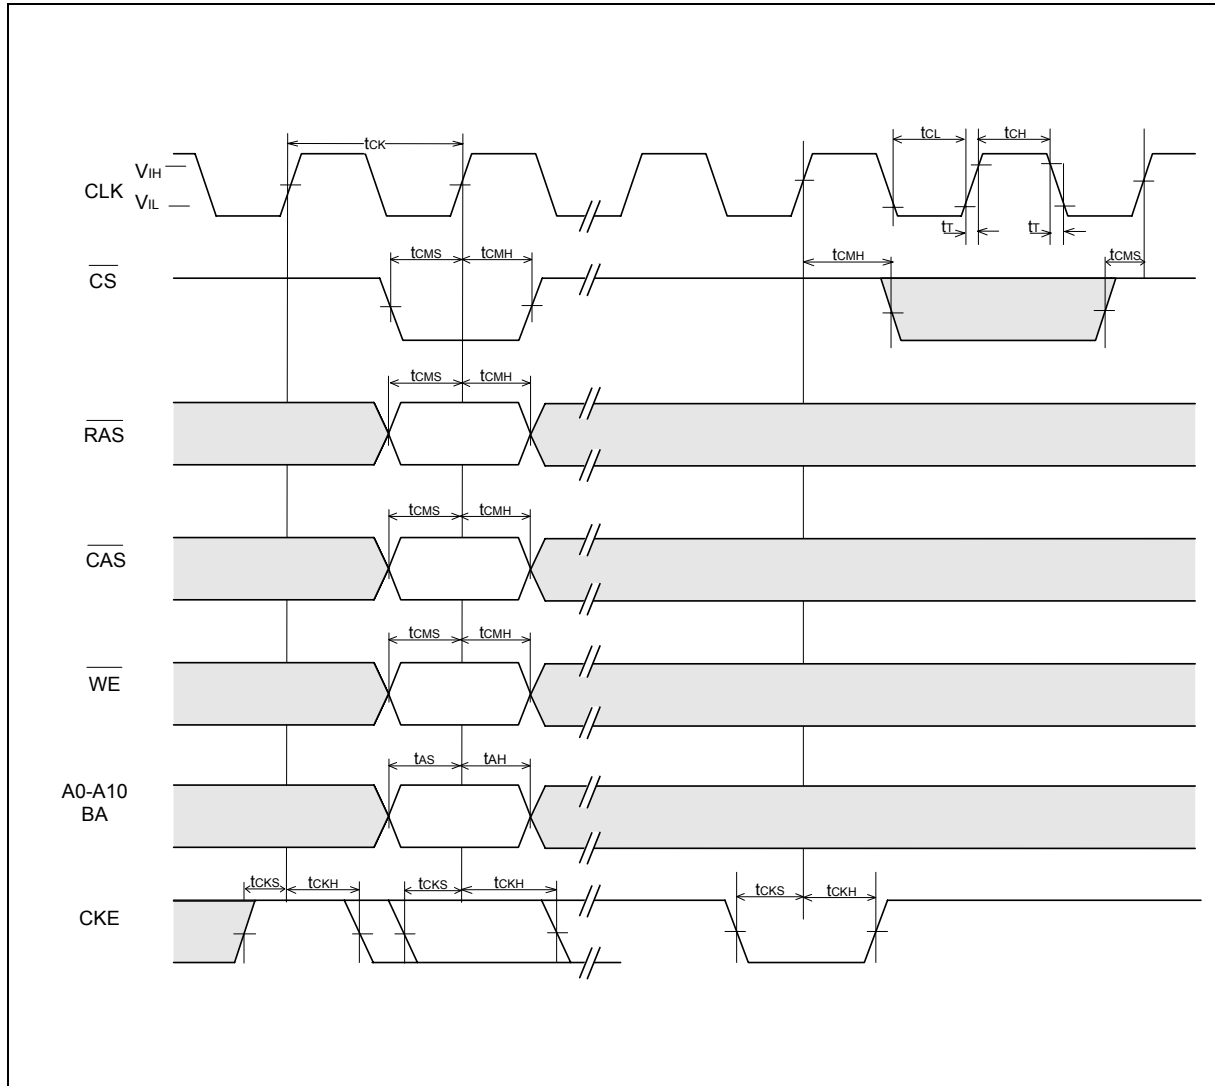 tCK
tCL
tCH
VIH
CLK
VIL
tT
tT
tCMS
tCMH
tCMH
tCMS
CS
tCMS
tCMH
RAS
tCMS
tCMH
CAS
tCMS
tCMH
WE
tAS
tAH
A0-A10
BA
tCKS
tCKH
tCKS
tCKH
tCKS
tCKH
CKE